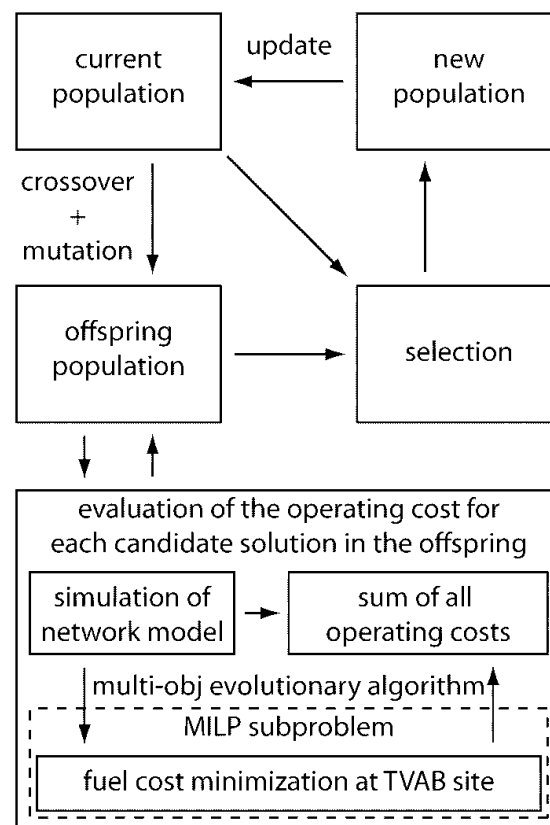 current
population
update
new
population
crossover
+
mutation
offspring
population
selection
evaluation of the operating cost for
each candidate solution in the offspring
simulation of
network model
sum of all
operating costs
multi-obj evolutionary algorithm
MILP subproblem
fuel cost minimization at TVAB site